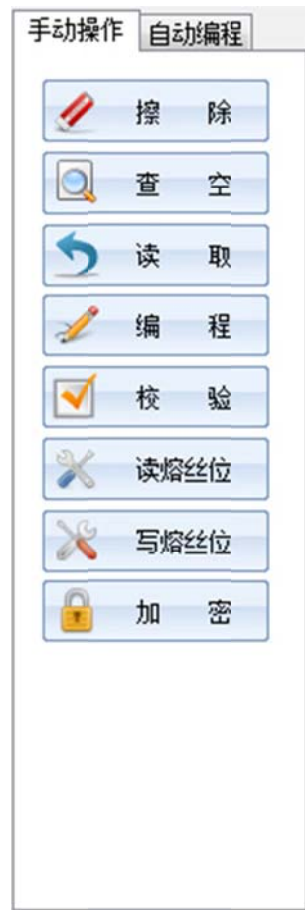 手动操作 自动编程
擦 除
查 空
读 取
编 程
校 验
读熔丝位
写熔丝位
加 密